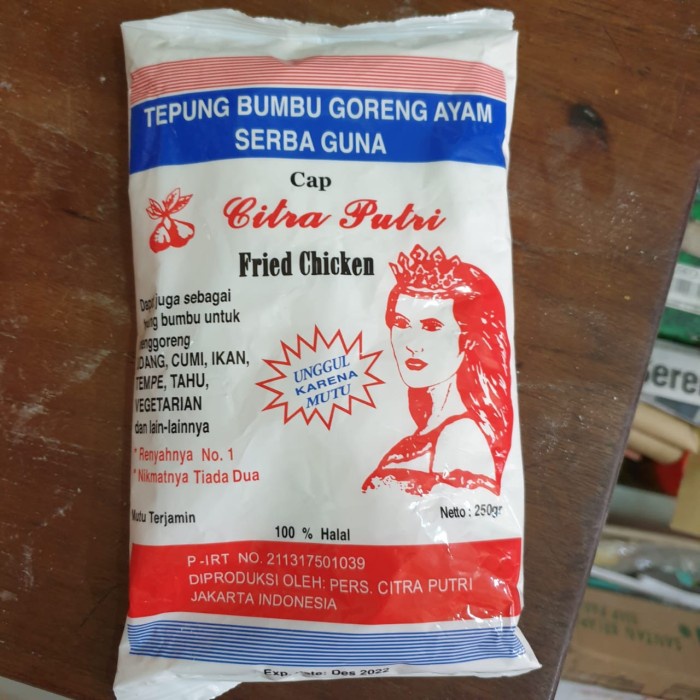 TEPUNG BUMBU GORENG AYAM
SERBA GUNA
Cap
Citra Putri
Fried Chicken
juga sebagai
bumbu untuk
CUMI, IKAN,
TEMPE, TAHU,
VEGETARIAN
dan lain-lainnya
* Renyahnya No. 1
* Nikmatnya Tiada Dua
UNGGUL
KARENA
MUTU
Mutu Terjamin
Netto : 250gr
100 % Halal
P -IRT NO. 211317501039
DIPRODUKSI OLEH: PERS. CITRA PUTRI
JAKARTA INDONESIA
Des 2022